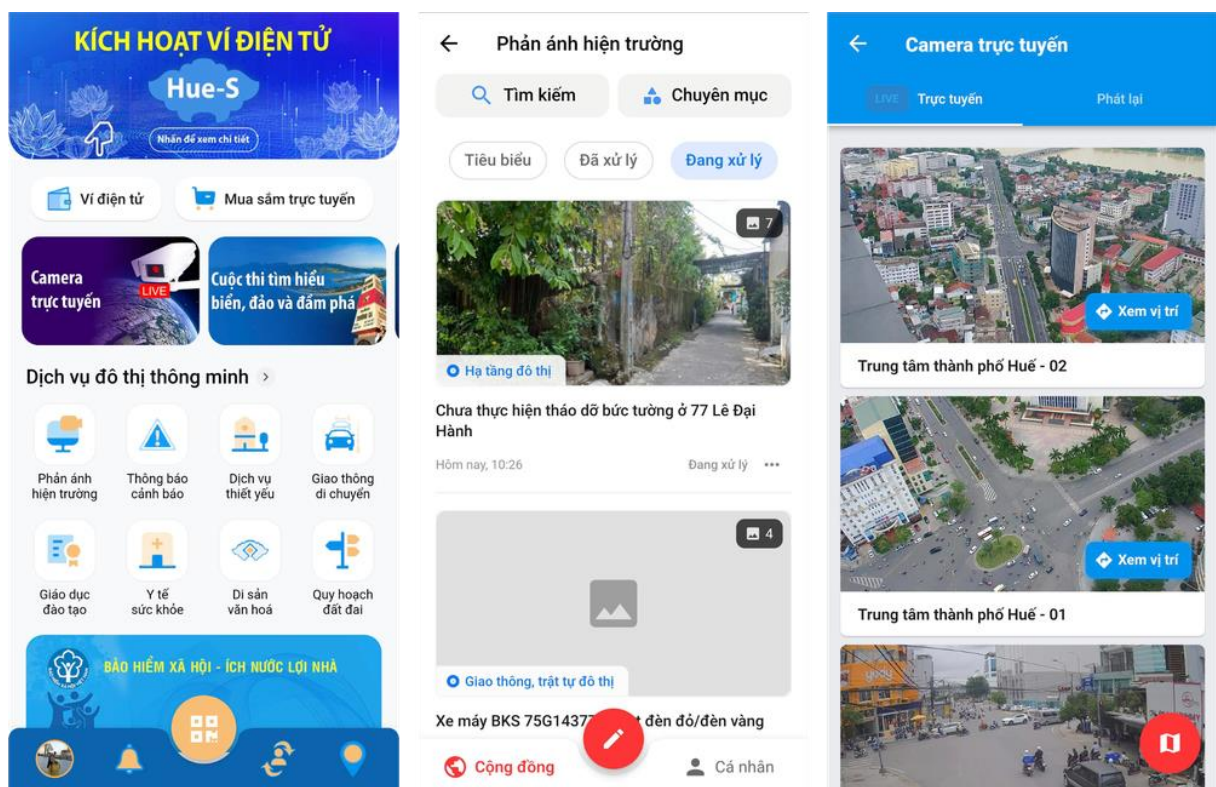 KÍCH HOẠT VÍ ĐIỆN TỬ
Hue-S
Nhấn để xem chi tiết
Ví điện tử
Mua sắm trực tuyến
Camera
trực tuyến
LIVE
Cuộc thi tìm hiểu
biển, đảo và đầm phá
Dịch vụ đô thị thông minh >
Phản ánh
hiện trường
Thông báo
cảnh báo
Dịch vụ
thiết yếu
Giao thông
di chuyển
Giáo dục
đào tạo
Y tế
sức khỏe
Di sản
văn hoá
Quy hoạch
đất đai
BẢO HIỂM XÃ HỘI - ÍCH NƯỚC LỢI NHÀ
Phản ánh hiện trường
Tìm kiếm
Chuyên mục
Tiêu biểu
Đã xử lý
Đang xử lý
7
Hạ tầng đô thị
Chưa thực hiện tháo dỡ bức tường ở 77 Lê Đại
Hành
Hôm nay, 10:26
Đang xử lý
4
Giao thông, trật tự đô thị
Xe máy BKS 75G1437 đèn đỏ/đèn vàng
Cộng đồng
Cá nhân
Camera trực tuyến
LIVE Trực tuyến
Phát lại
Xem vị trí
Trung tâm thành phố Huế - 02
Xem vị trí
Trung tâm thành phố Huế - 01